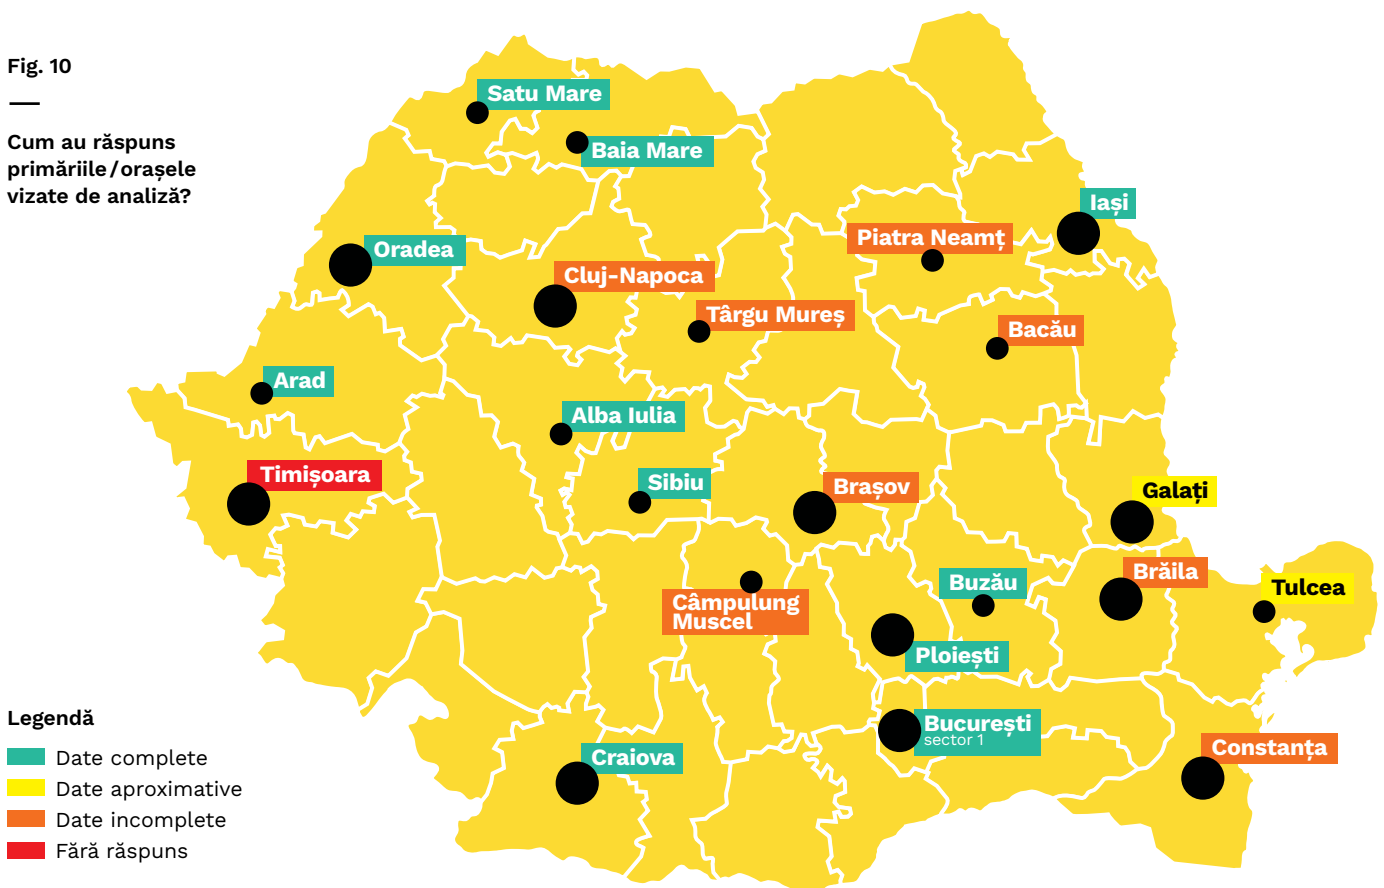 Fig. 10
—
Cum au răspuns
primăriile/orașele
vizate de analiză?
Satu Mare
Baia Mare
Iași
Piatra Neamț
Oradea
Cluj-Napoca
Târgu Mureș
Bacău
Arad
Alba Iulia
Timișoara
Sibiu
Brașov
Galați
Brăila
Buzău
Tulcea
Câmpulung
Muscel
Ploiești
București
sector 1
Constanța
Craiova
Legendă
Date complete
Date aproximative
Date incomplete
Fără răspuns